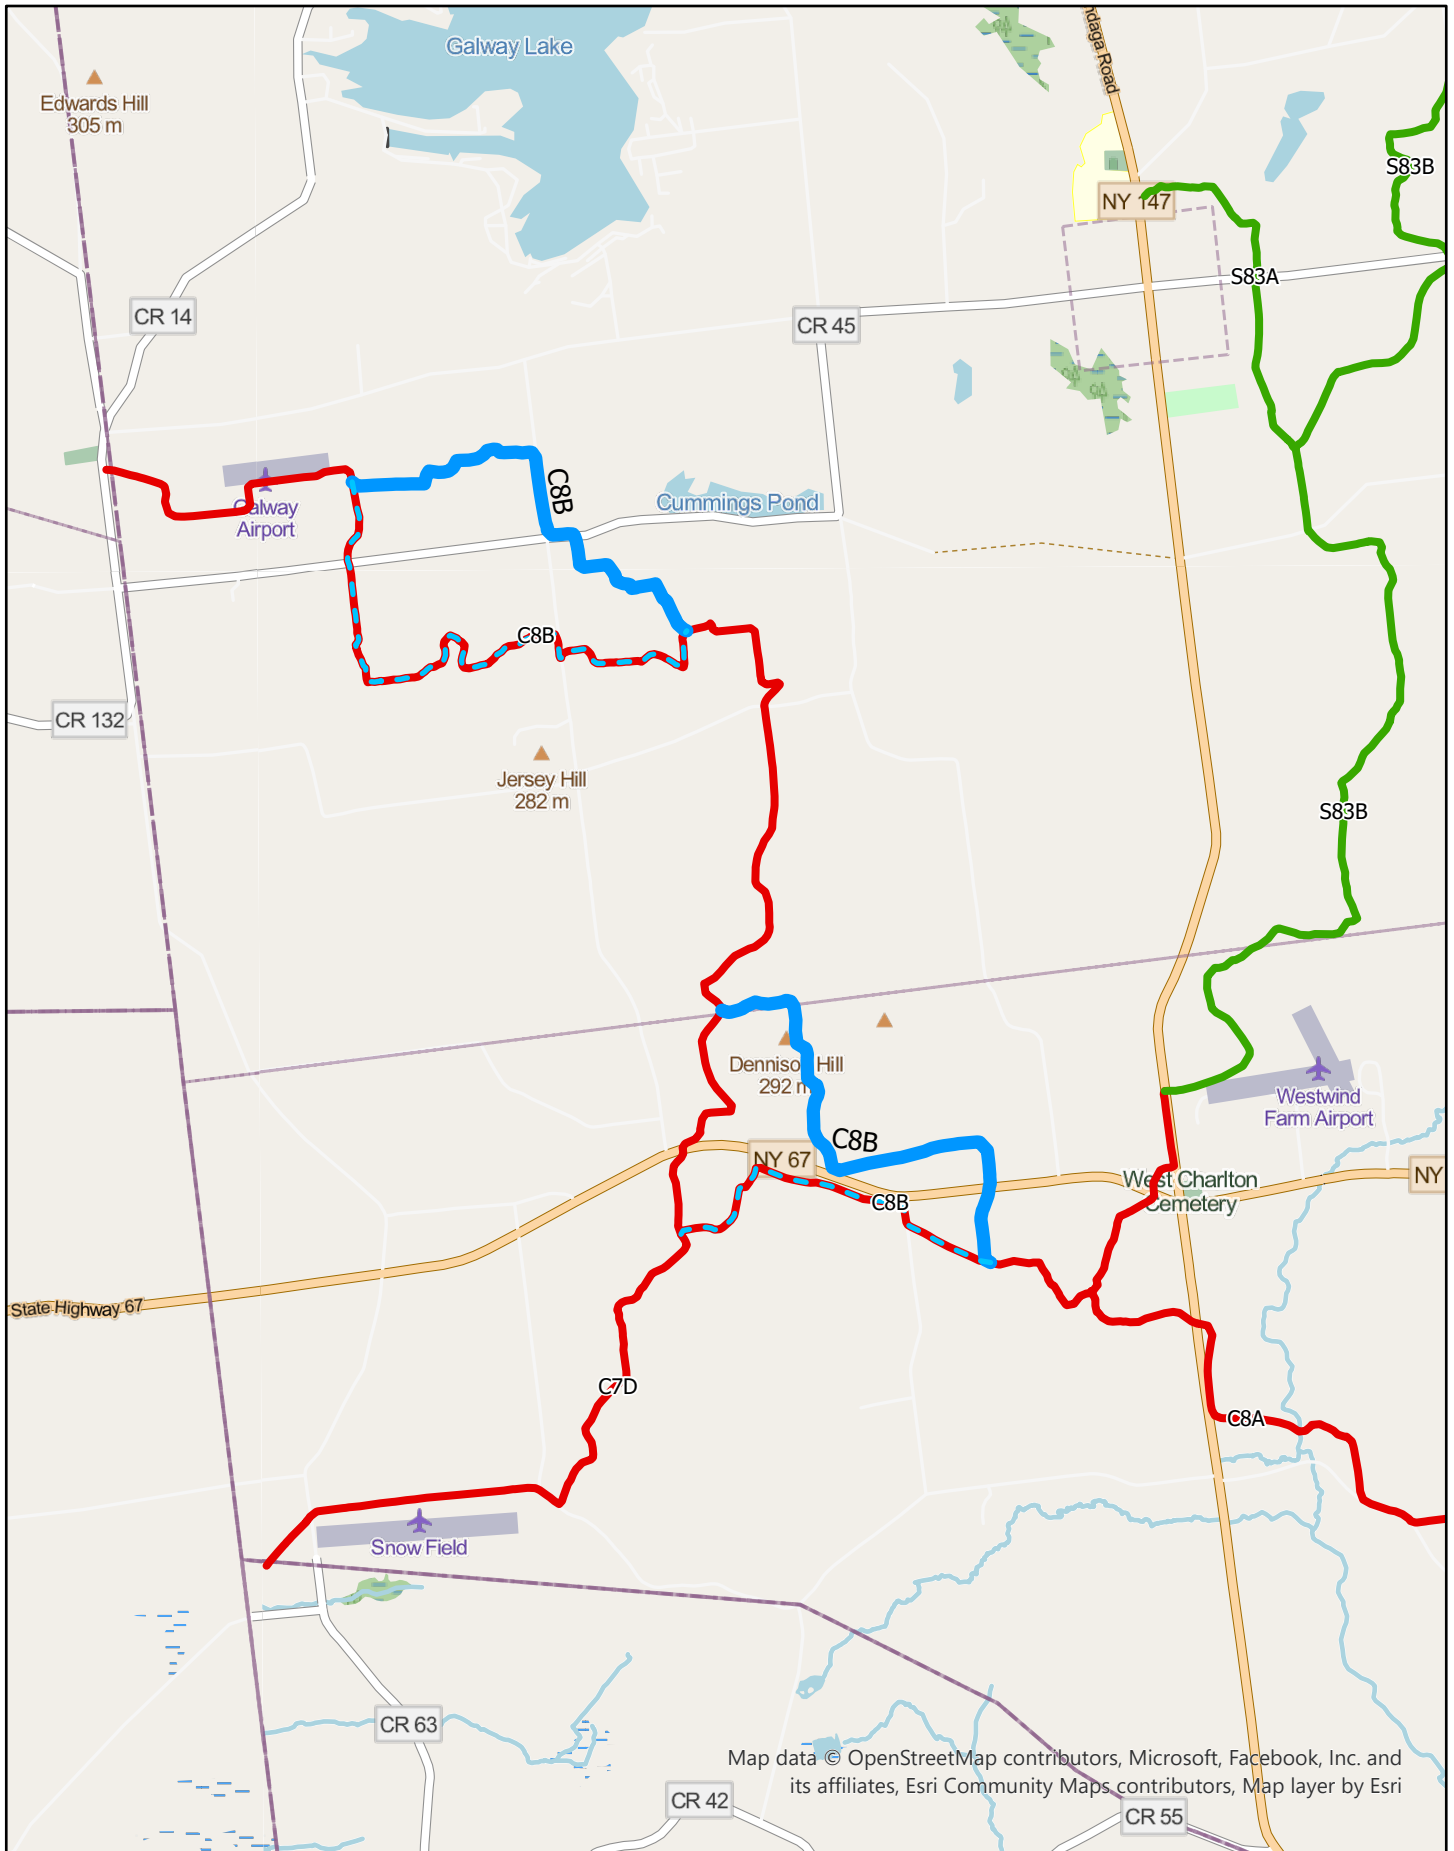 Galway Lake
ndaga Road
Edwards Hill
305 m
S83B
NY 147
S83A
CR 14
CR 45
C8B
Cummings Pond
Galway
Airport
C8B
CR 132
Jersey Hill
282 m
S83B
Dennison Hill
292 m
Westwind
Farm Airport
C8B
NY 67
NY
West Charlton
Cemetery
C8B
State Highway 67
C7D
C8A
Snow Field
CR 63
Map data © OpenStreetMap contributors, Microsoft, Facebook, Inc. and
its affiliates, Esri Community Maps contributors, Map layer by Esri
CR 42
CR 55